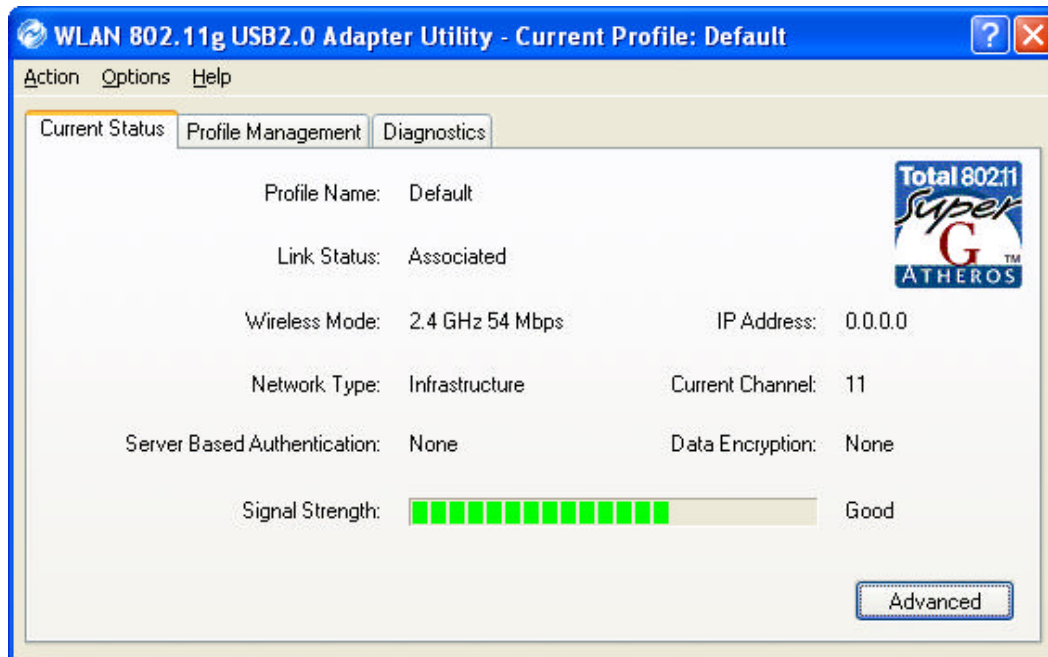 WLAN 802.11g USB2.0 Adapter Utility - Current Profile: Default
Action Options Help
Current Status Profile Management Diagnostics
Total 802.11
Super
G ™
ATHEROS
Profile Name: Default
Link Status: Associated
Wireless Mode: 2.4 GHz 54 Mbps IP Address: 0.0.0.0
Network Type: Infrastructure Current Channel: 11
Server Based Authentication: None Data Encryption: None
Signal Strength: Good
Advanced